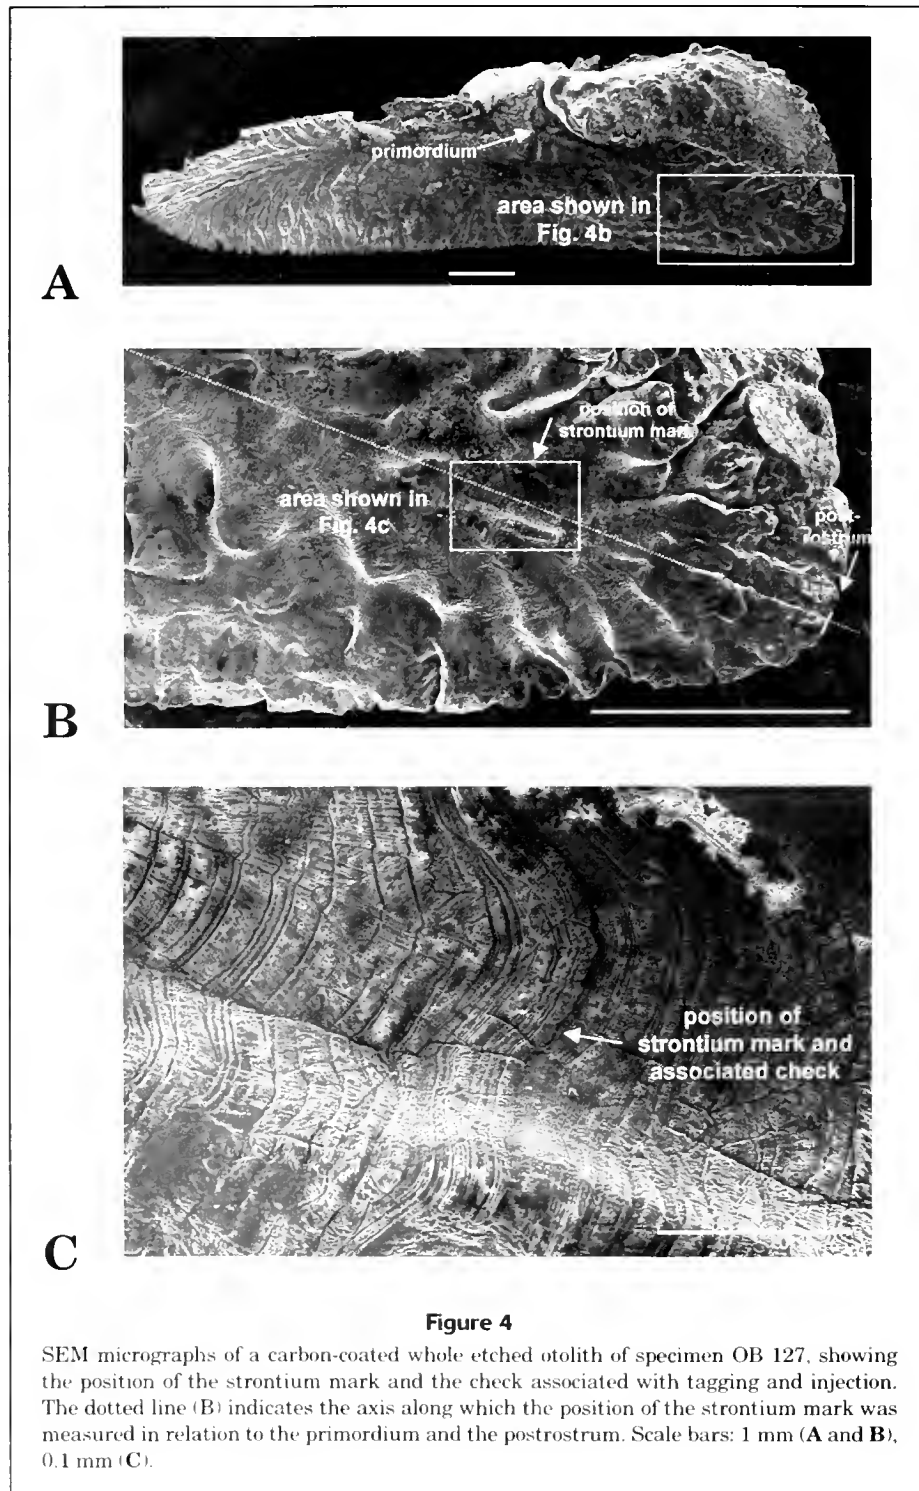 primordium
area shown in
Fig. 4b
A
position of
strontium mark
area shown in
Fig. 4c
post-
rostrum
B
position of
strontium mark and
associated check
C
Figure 4
SEM micrographs of a carbon-coated whole etched otolith of specimen OB 127, showing
the position of the strontium mark and the check associated with tagging and injection.
The dotted line (B) indicates the axis along which the position of the strontium mark was
measured in relation to the primordium and the postrostrum. Scale bars: 1 mm (A and B),
0.1 mm (C).